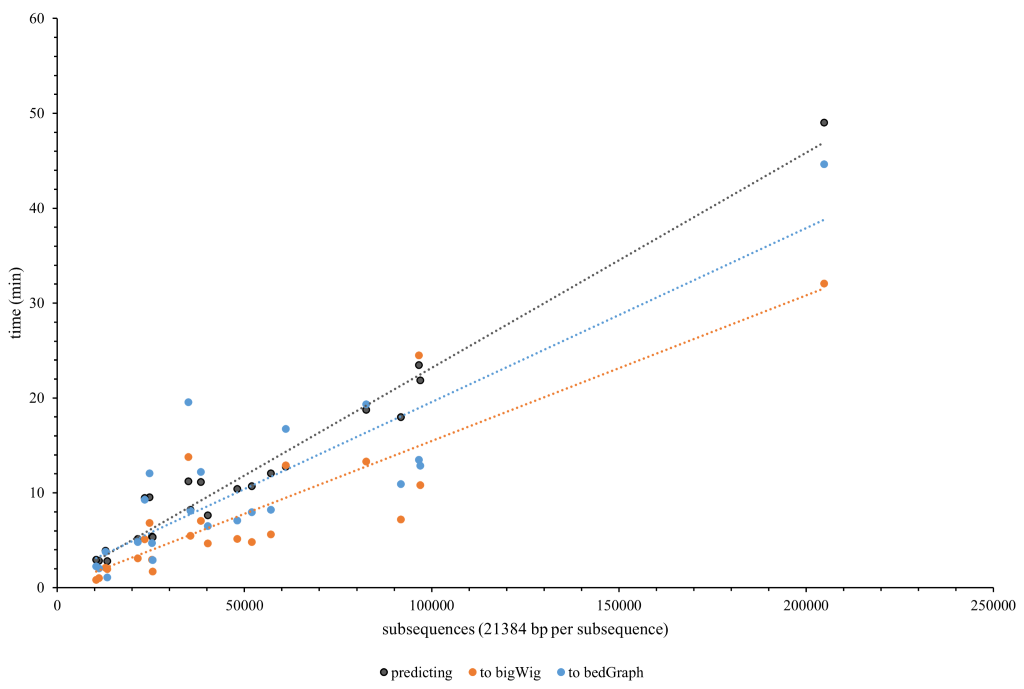 60
50
40
30
20
10
0
time (min)
0 50000 100000 150000 200000 250000
subsequences (21384 bp per subsequence)
predicting to bigWig to bedGraph